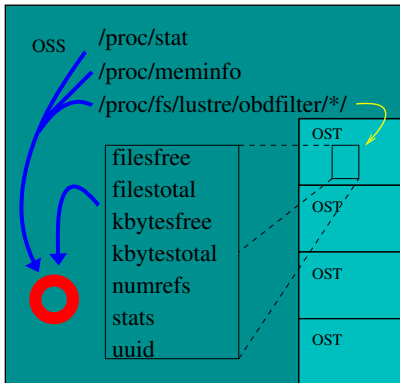 OSS
/proc/stat
/proc/meminfo
/proc/fs/lustre/obdfilter/*/
OST
filesfree
filestotal
kbytesfree
kbytestotal
numrefs
stats
uuid
OST
OST
OST